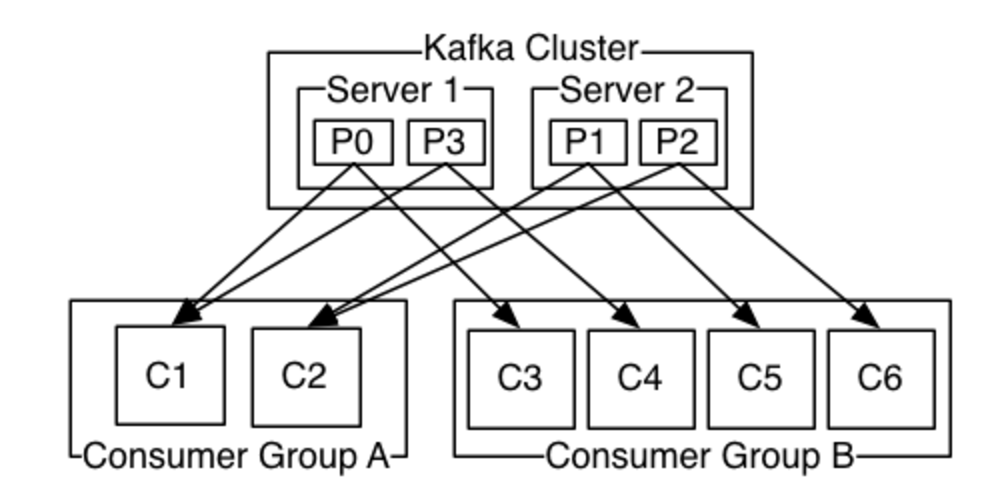 Kafka Cluster
Server 1 Server 2
P0 P3 P1 P2
C1 C2 C3 C4 C5 C6
Consumer Group A Consumer Group B